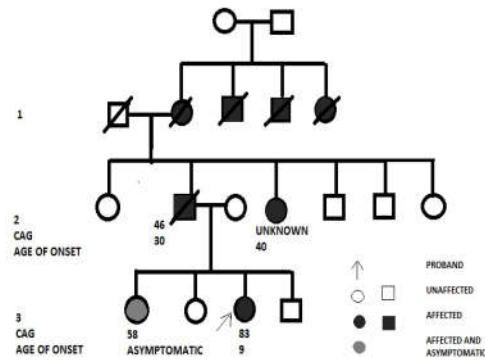 1
46
30
UNKNOWN
40
2
CAG
AGE OF ONSET
PROBAND
UNAFFECTED
AFFECTED
AFFECTED AND
ASYMPTOMATIC
3
CAG 58 83
AGE OF ONSET ASYMPTOMATIC 9